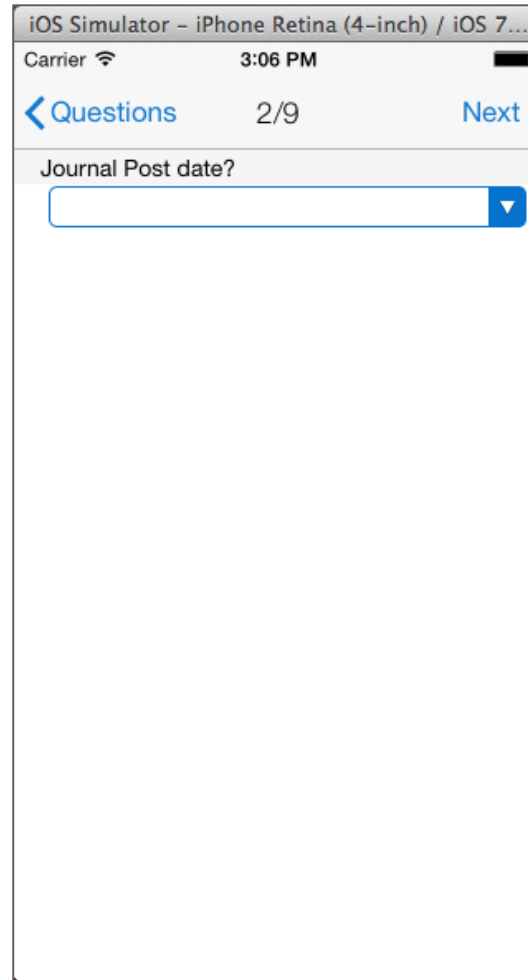 iOS Simulator – iPhone Retina (4-inch) / iOS 7...
Carrier 3:06 PM
Questions 2/9 Next
Journal Post date?